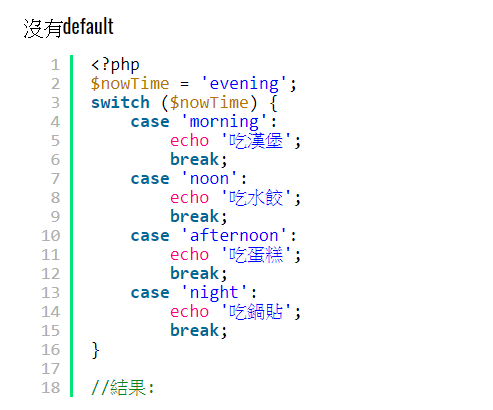 沒有default
1 <?php
2 $nowTime = 'evening';
3 switch ($nowTime) {
4     case 'morning':
5         echo '吃漢堡';
6         break;
7     case 'noon':
8         echo '吃水餃';
9         break;
10     case 'afternoon':
11         echo '吃蛋糕';
12         break;
13     case 'night':
14         echo '吃鍋貼';
15         break;
16 }
17
18 //結果: